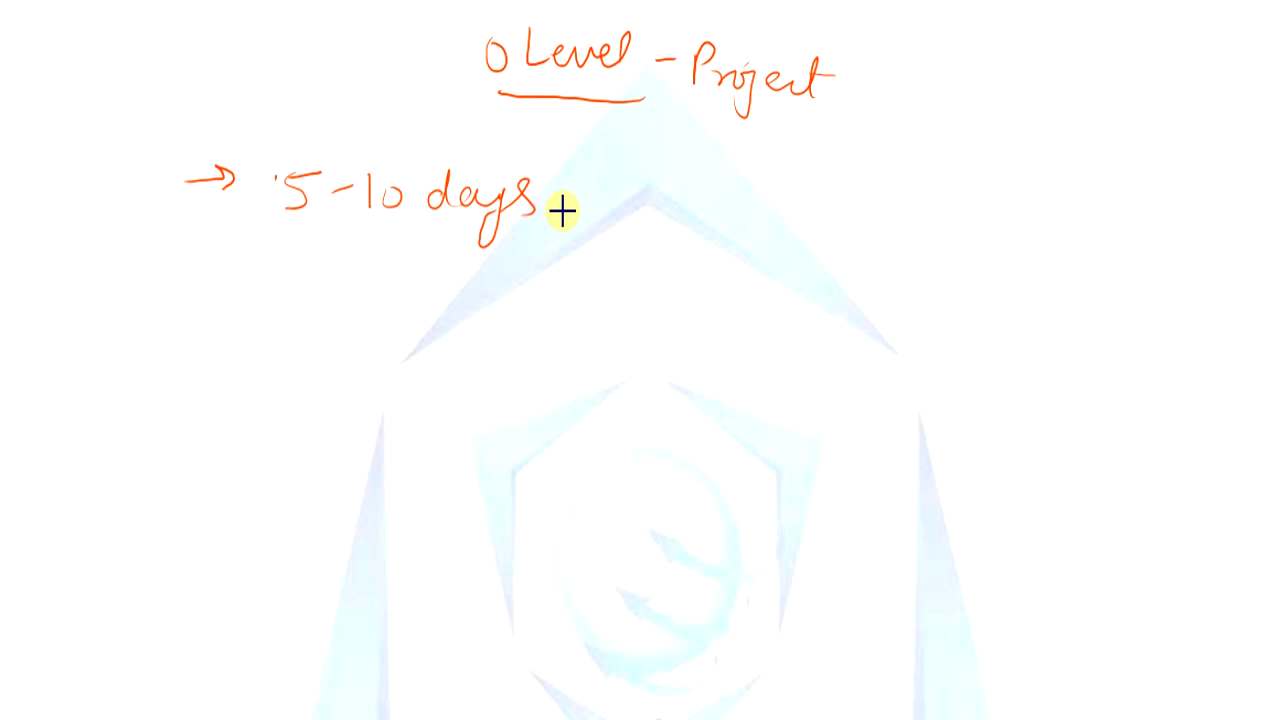 O Level - Project
→ 5-10 days